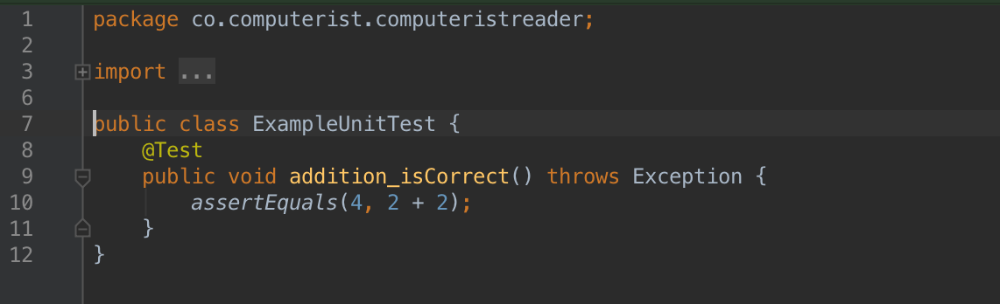 1 package co.computerist.computeristreader;
2
3 import ...
6
7 public class ExampleUnitTest {
8     @Test
9     public void addition_isCorrect() throws Exception {
10         assertEquals(4, 2 + 2);
11     }
12 }